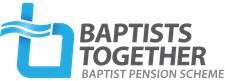 BAPTISTS
TOGETHER
BAPTIST PENSION SCHEME